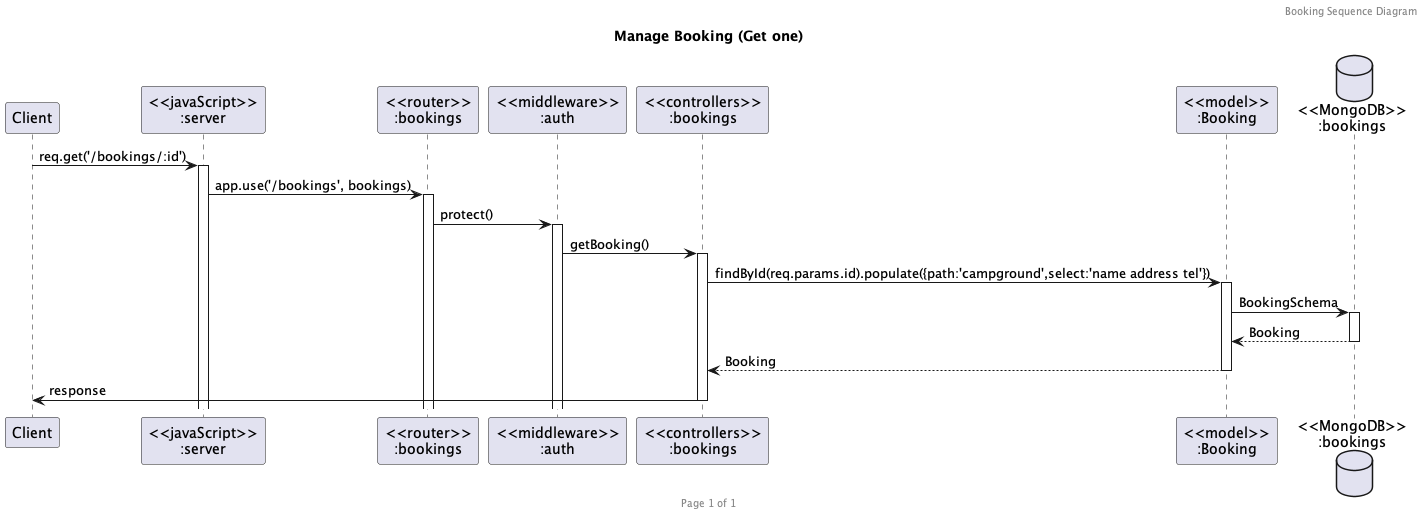 Booking Sequence Diagram
Manage Booking (Get one)
Client
<<javaScript>>
:server
<<router>>
:bookings
<<middleware>>
:auth
<<controllers>>
:bookings
<<model>>
:Booking
<<MongoDB>>
:bookings
req.get('/bookings/:id')
app.use('/bookings', bookings)
protect()
getBooking()
findById(req.params.id).populate({path:'campground',select:'name address tel'})
BookingSchema
Booking
Booking
response
Client
<<javaScript>>
:server
<<router>>
:bookings
<<middleware>>
:auth
<<controllers>>
:bookings
<<model>>
:Booking
<<MongoDB>>
:bookings
Page 1 of 1